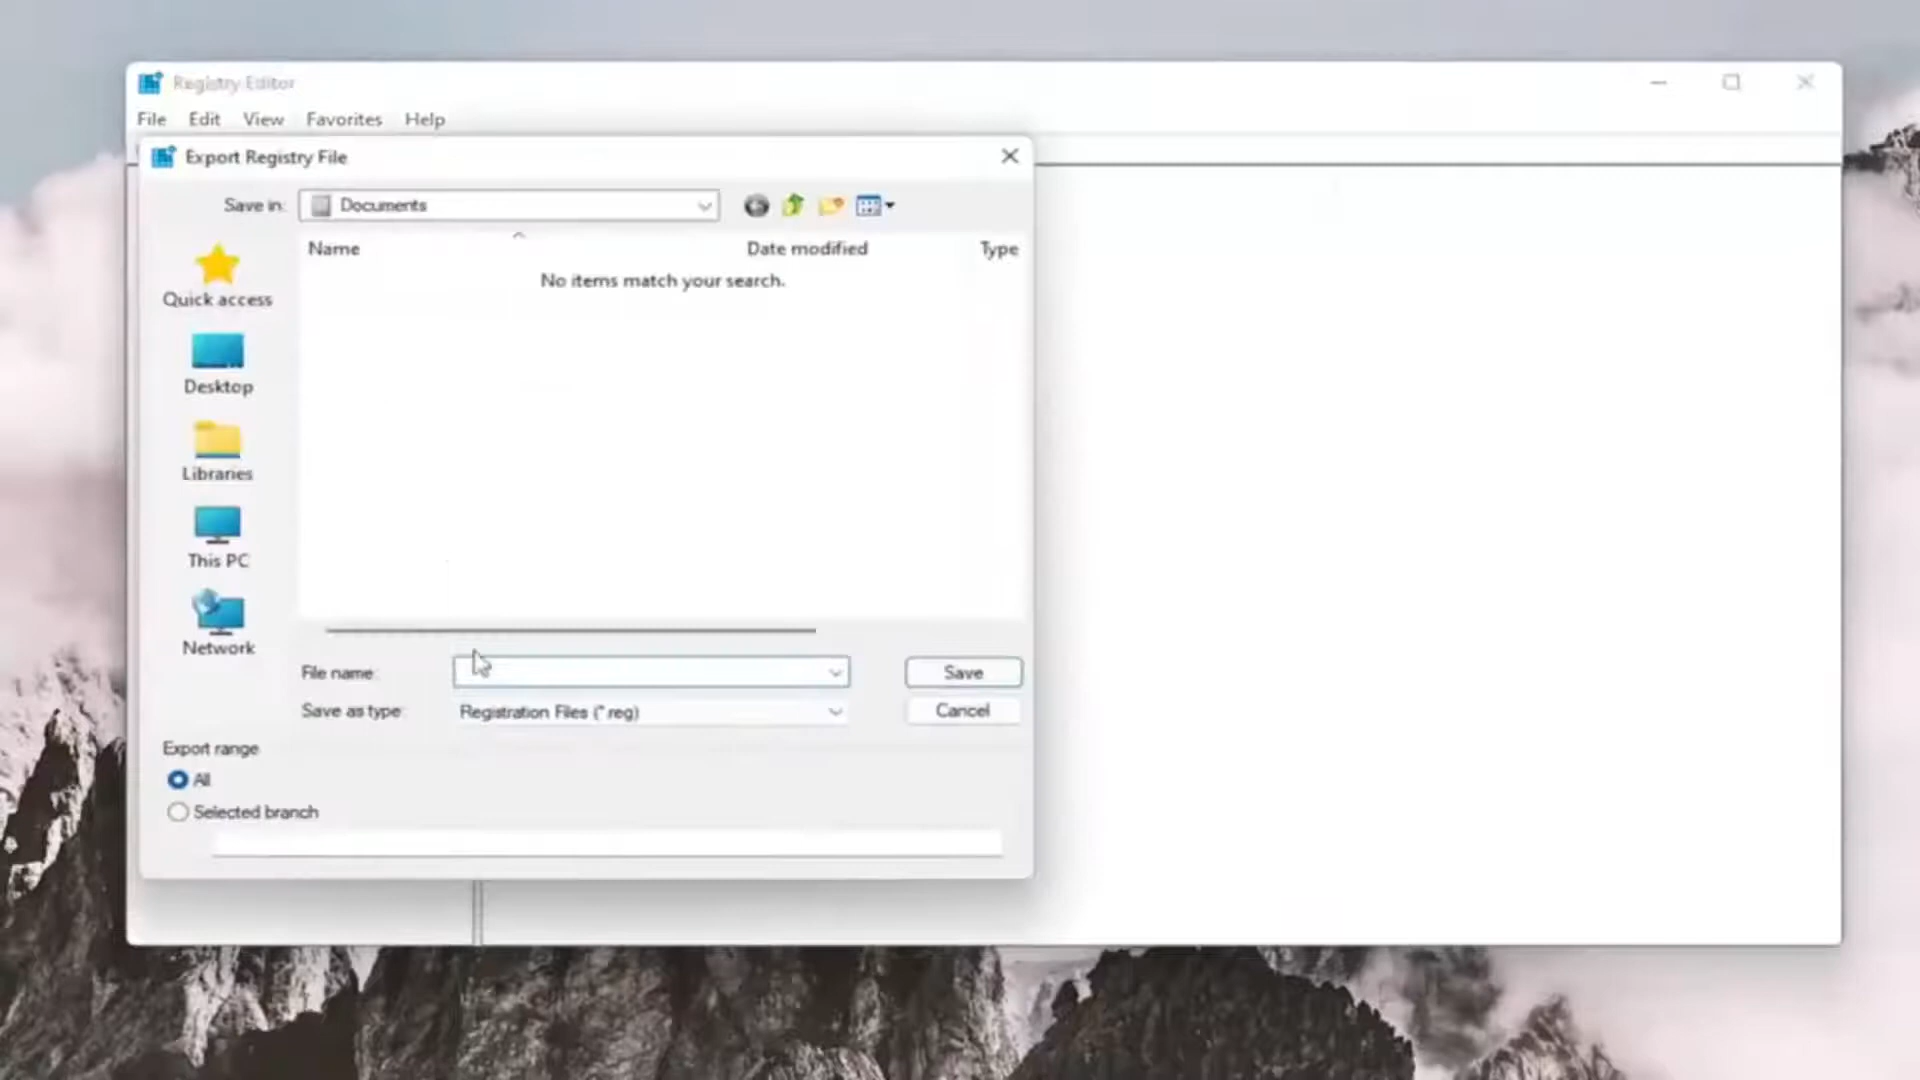 Registry Editor
File Edit View Favorites Help
Export Registry File
Save in: Documents
Name Date modified Type
No items match your search.
Quick access
Desktop
Libraries
This PC
Network
File name: Save
Save as type: Registration Files (*.reg) Cancel
Export range
All
Selected branch